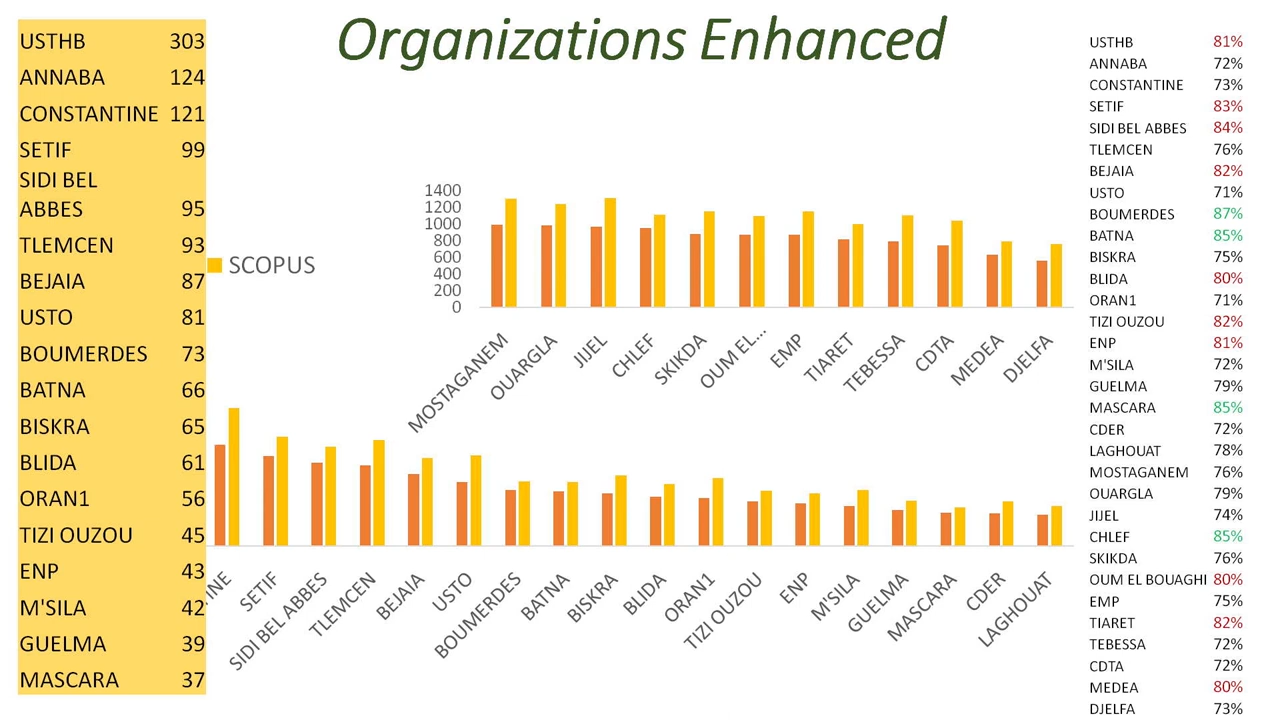 Organizations Enhanced
USTHB 303
ANNABA 124
CONSTANTINE 121
SETIF 99
SIDI BEL
ABBES 95
TLEMCEN 93
BEJAIA 87
USTO 81
BOUMERDES 73
BATNA 66
BISKRA 65
BLIDA 61
ORAN1 56
TIZI OUZOU 45
ENP 43
M'SILA 42
GUELMA 39
MASCARA 37
SCOPUS
1400
1200
1000
800
600
400
200
0
MOSTAGANEM
OUARGLA
JIJEL
CHLEF
SKIKDA
OUM EL...
EMP
TIARET
TEBESSA
CDTA
MEDEA
DJELFA
INE
SETIF
SIDI BEL ABBES
TLEMCEN
BEJAIA
USTO
BOUMERDES
BATNA
BISKRA
BLIDA
ORAN1
TIZI OUZOU
ENP
M'SILA
GUELMA
MASCARA
CDER
LAGHOUAT
USTHB 81%
ANNABA 72%
CONSTANTINE 73%
SETIF 83%
SIDI BEL ABBES 84%
TLEMCEN 76%
BEJAIA 82%
USTO 71%
BOUMERDES 87%
BATNA 85%
BISKRA 75%
BLIDA 80%
ORAN1 71%
TIZI OUZOU 82%
ENP 81%
M'SILA 72%
GUELMA 79%
MASCARA 85%
CDER 72%
LAGHOUAT 78%
MOSTAGANEM 76%
OUARGLA 79%
JIJEL 74%
CHLEF 85%
SKIKDA 76%
OUM EL BOUAGHI 80%
EMP 75%
TIARET 82%
TEBESSA 72%
CDTA 72%
MEDEA 80%
DJELFA 73%